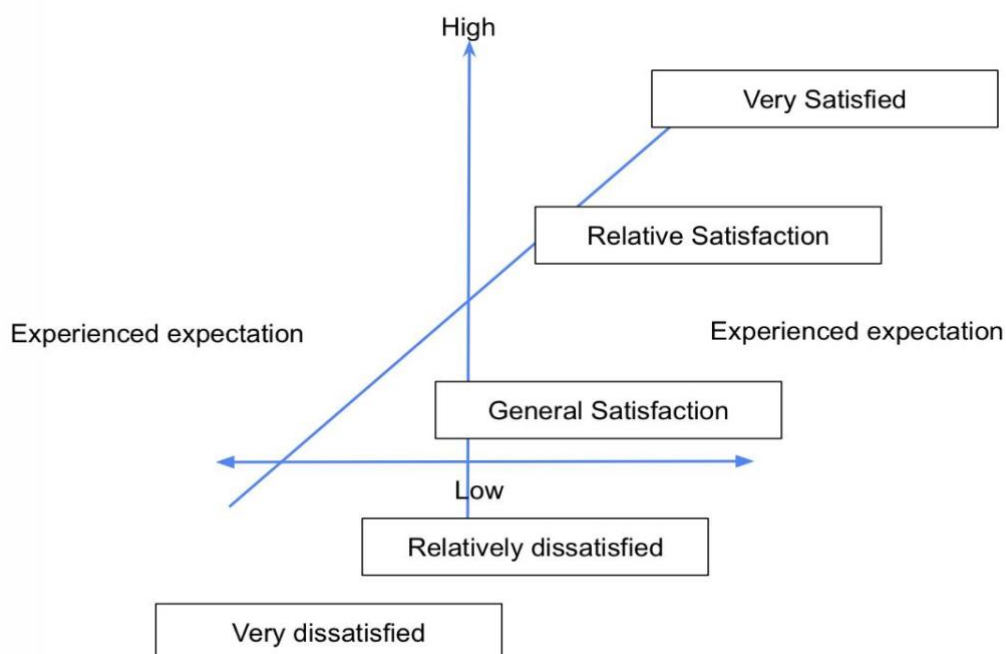 High
Very Satisfied
Relative Satisfaction
Experienced expectation
Experienced expectation
General Satisfaction
Low
Relatively dissatisfied
Very dissatisfied